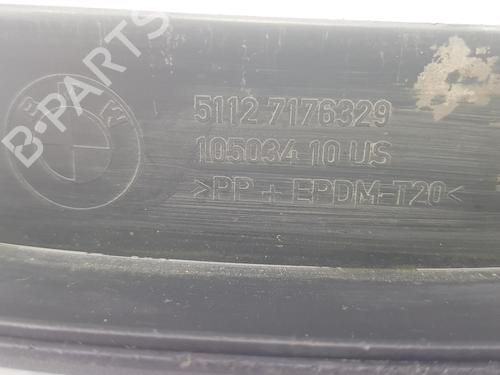 B-PARTS
BMW
5112 7176329
105034 10 US
>PP + EPDM-T20<